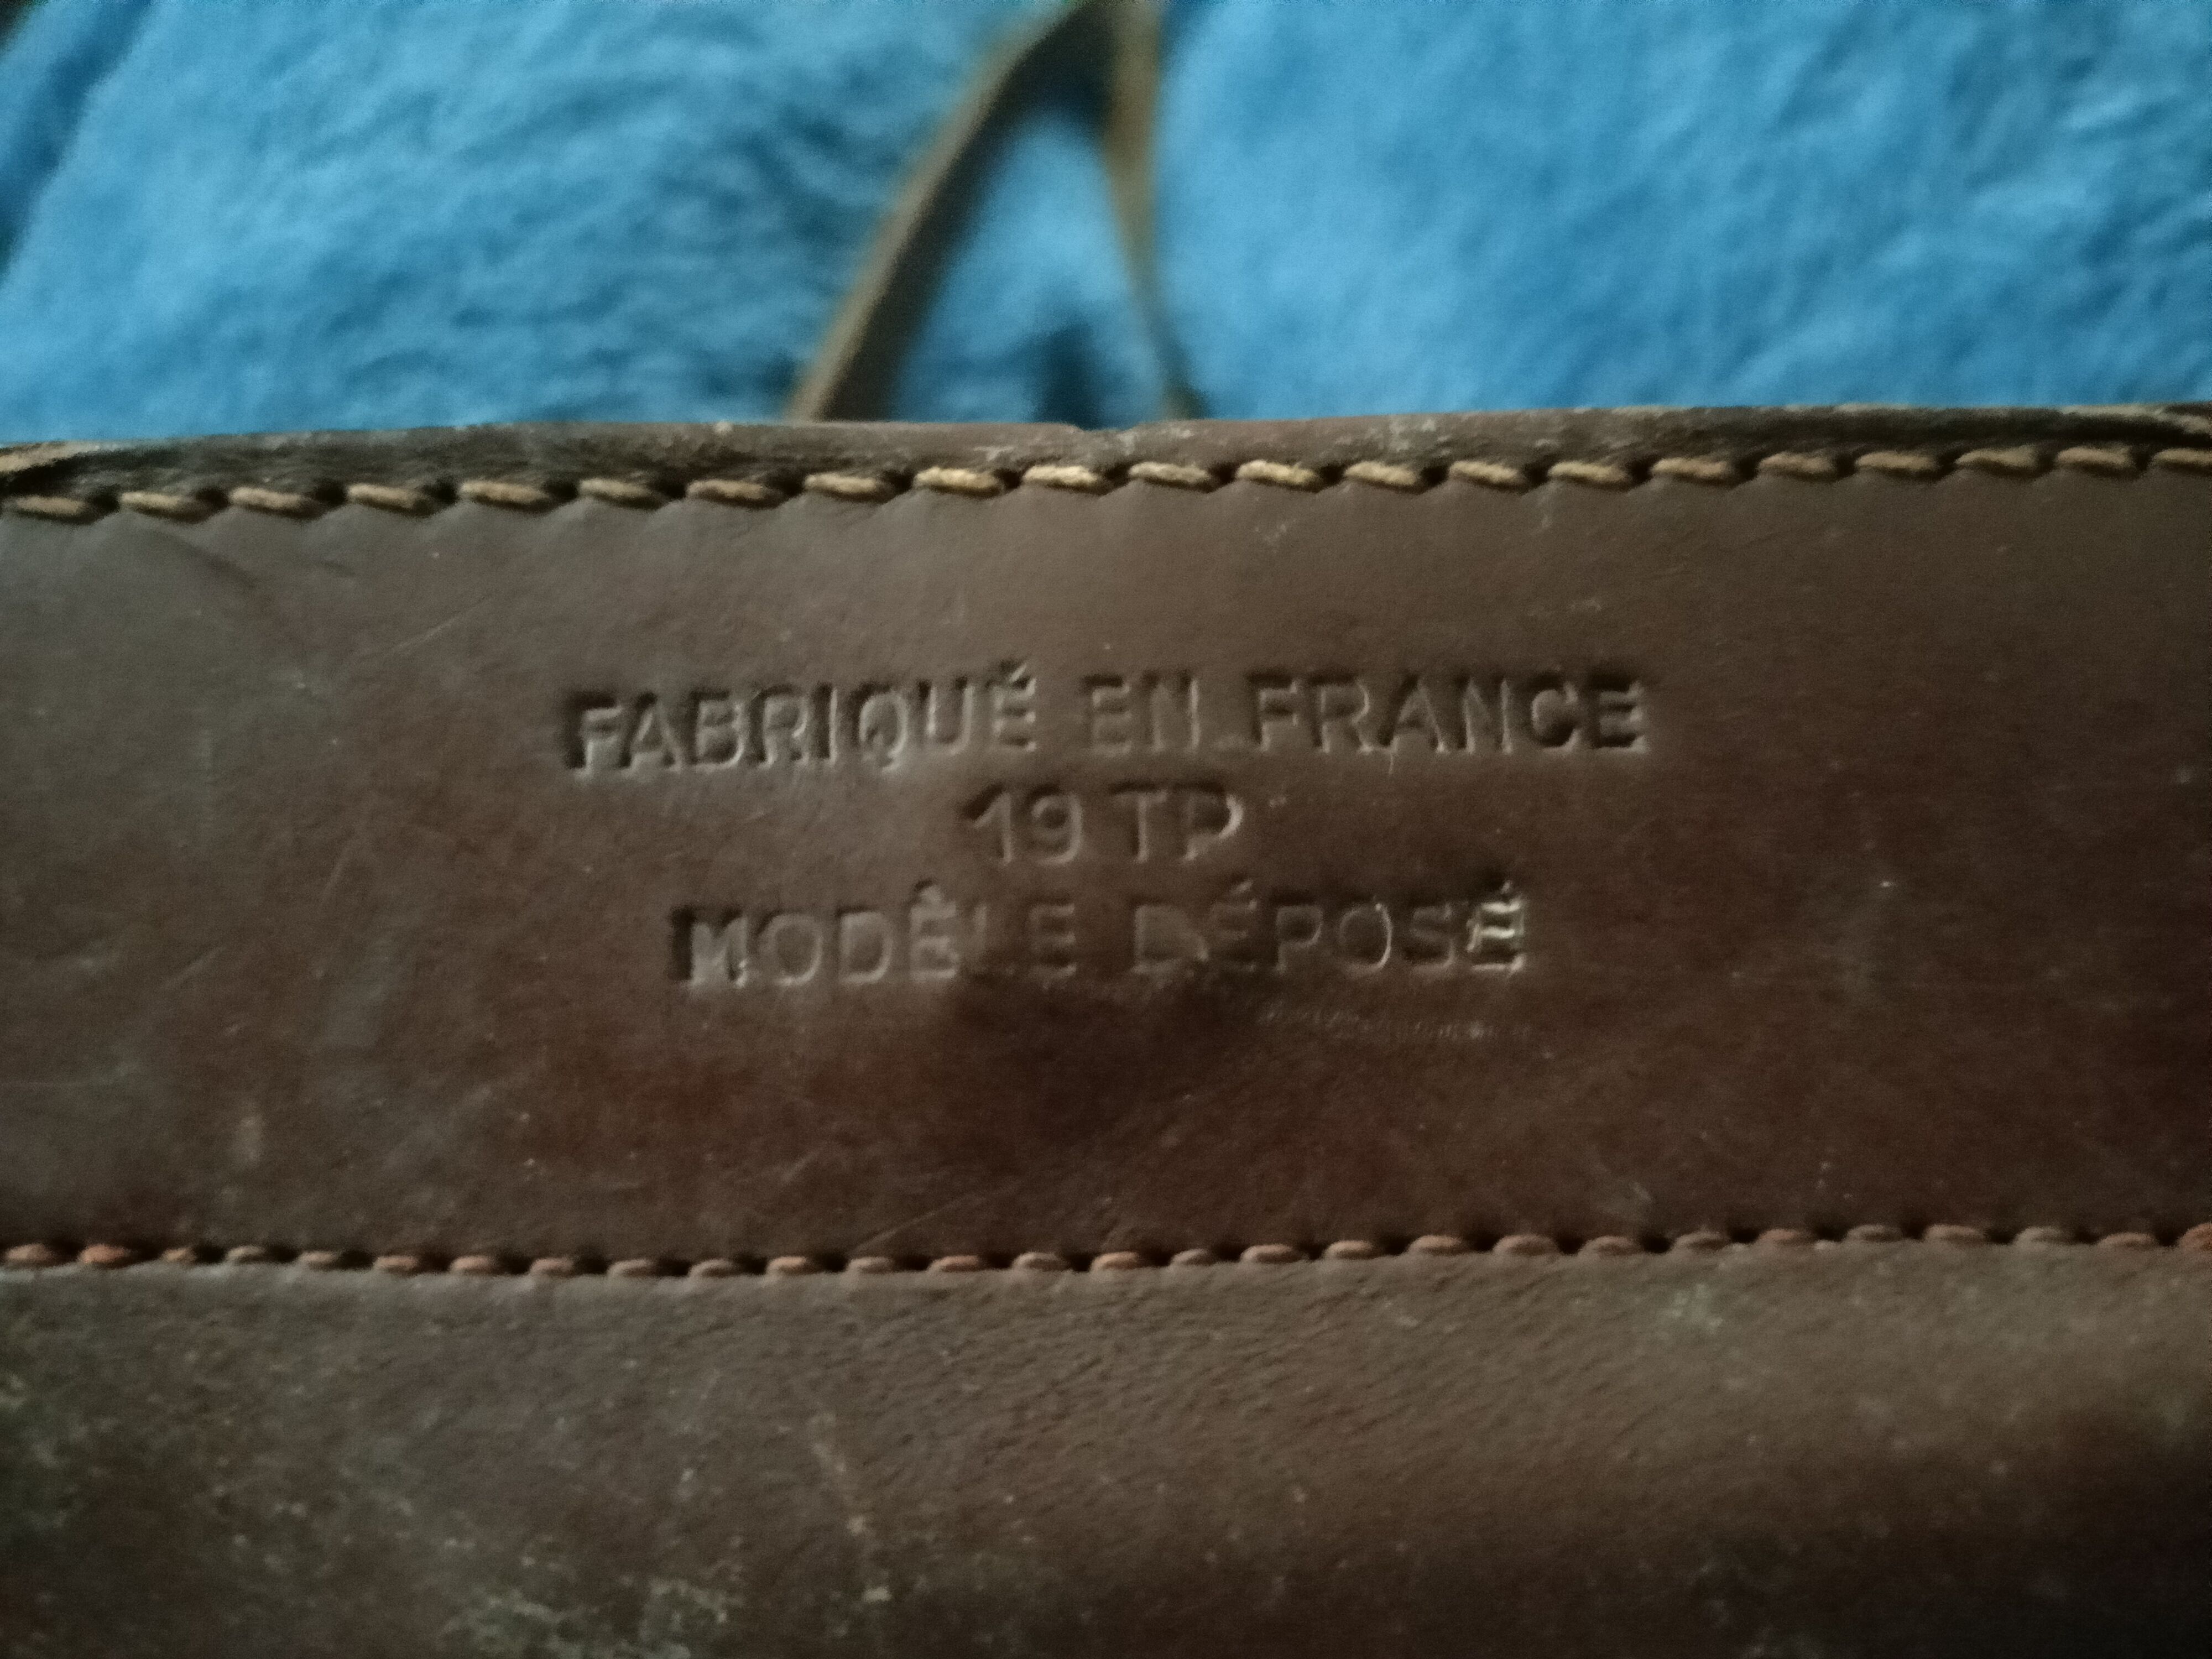 FABRIQUÉ EN FRANCE
19 TP
MODÈLE DÉPOSÉ